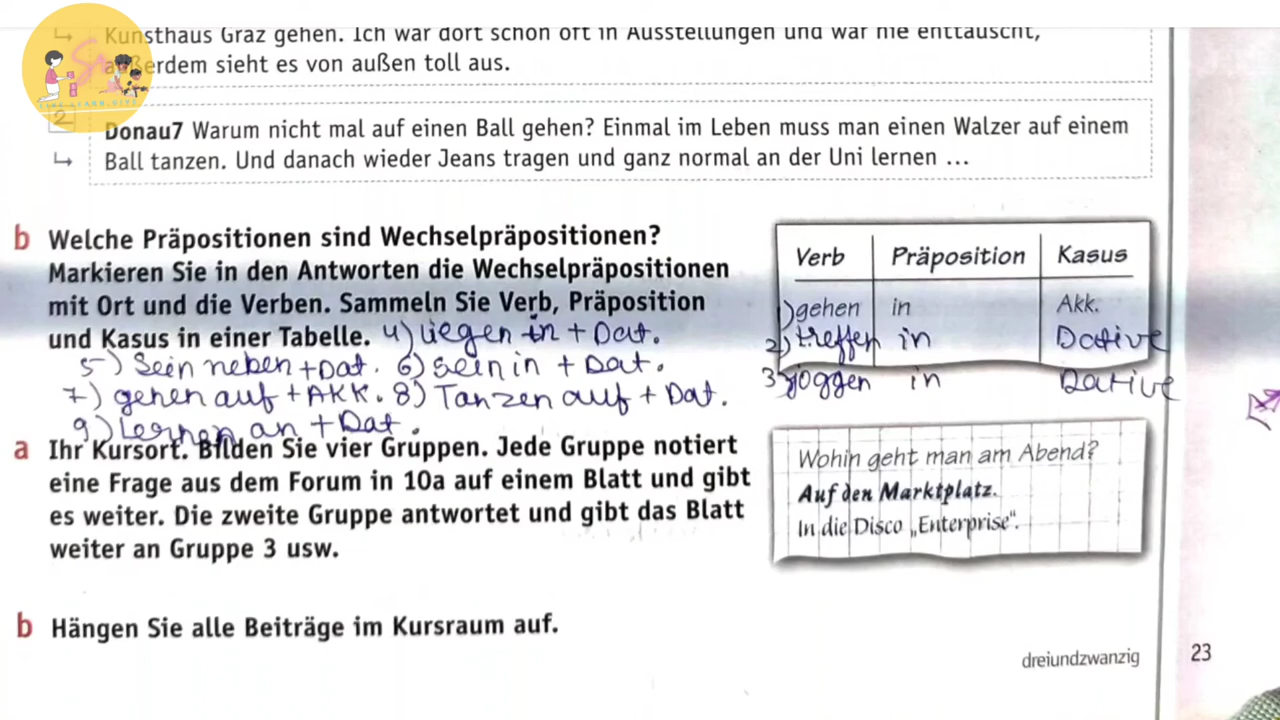 Kunsthaus Graz gehen. Ich war dort schon oft in Ausstellungen und war nie enttäuscht,
außerdem sieht es von außen toll aus.
2
Donau7 Warum nicht mal auf einen Ball gehen? Einmal im Leben muss man einen Walzer auf einem
Ball tanzen. Und danach wieder Jeans tragen und ganz normal an der Uni lernen ...
b Welche Präpositionen sind Wechselpräpositionen?
Markieren Sie in den Antworten die Wechselpräpositionen
mit Ort und die Verben. Sammeln Sie Verb, Präposition
und Kasus in einer Tabelle. 4) liegen in + Dat.
5) Sein neben + Dat. 6) sein in + Dat.
7) gehen auf + AKK. 8) Tanzen auf + Dat.
9) Lernen an + Dat.
Verb Präposition Kasus
1) gehen in Akk.
2) treffen in Dative
3) joggen in Dative
a Ihr Kursort. Bilden Sie vier Gruppen. Jede Gruppe notiert
eine Frage aus dem Forum in 10a auf einem Blatt und gibt
es weiter. Die zweite Gruppe antwortet und gibt das Blatt
weiter an Gruppe 3 usw.
Wohin geht man am Abend?
Auf den Marktplatz.
In die Disco „Enterprise“.
b Hängen Sie alle Beiträge im Kursraum auf.
dreiundzwanzig 23